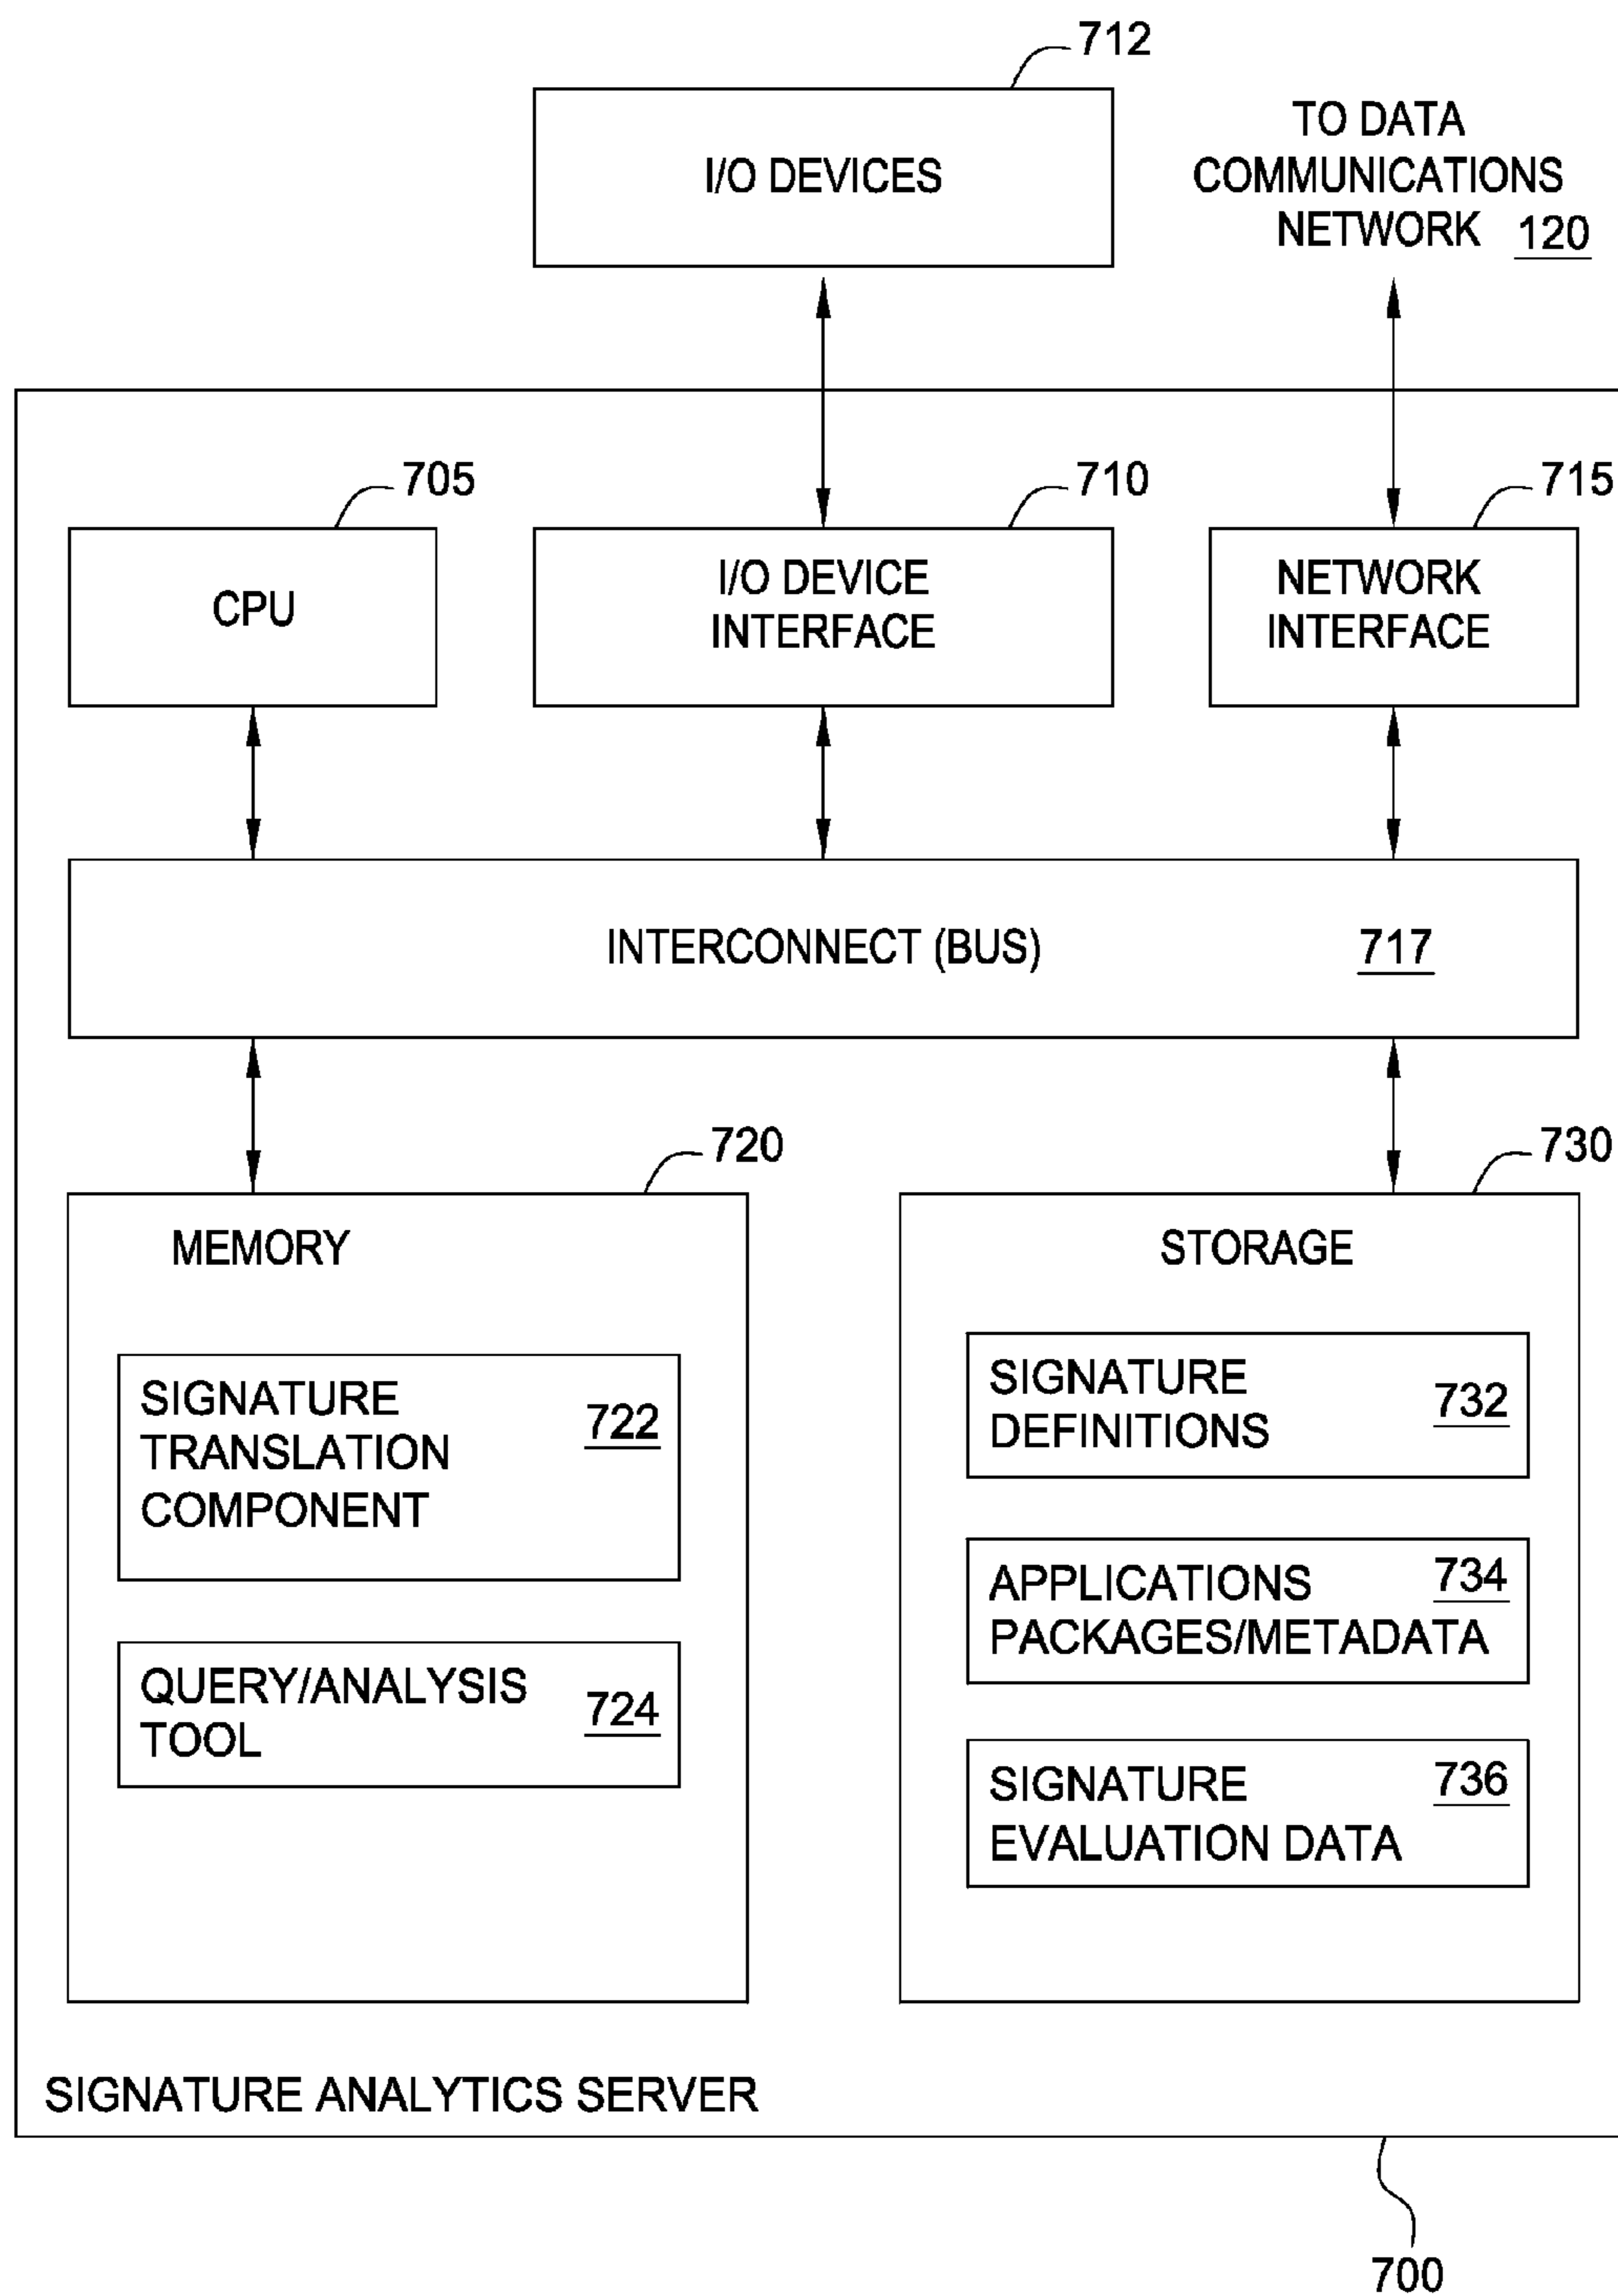 712
I/O DEVICES
TO DATA
COMMUNICATIONS
NETWORK 120
705
710
715
CPU
I/O DEVICE
INTERFACE
NETWORK
INTERFACE
INTERCONNECT (BUS) 717
720
730
MEMORY
SIGNATURE
TRANSLATION
COMPONENT
722
QUERY/ANALYSIS
TOOL
724
STORAGE
SIGNATURE
DEFINITIONS
732
APPLICATIONS
PACKAGES/METADATA
734
SIGNATURE
EVALUATION DATA
736
SIGNATURE ANALYTICS SERVER
700